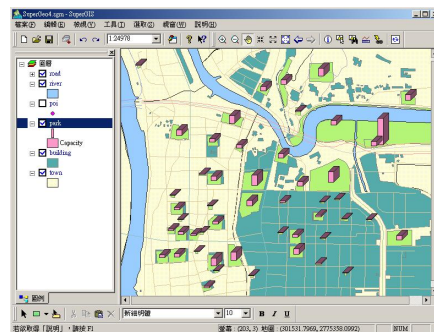 SuperGeo4.sgm - SuperGIS
檔案(F) 編輯(E) 檢視(V) 工具(T) 選取(S) 視窗(W) 說明(H)
1:24978
圖層
road
river
poi
park
Capacity
building
town
圖例
新細明體 10 B I U
若欲取得「說明」，請按 F1 螢幕: (203, 3) 地圖: (301531.7969, 2775358.0992) NUM